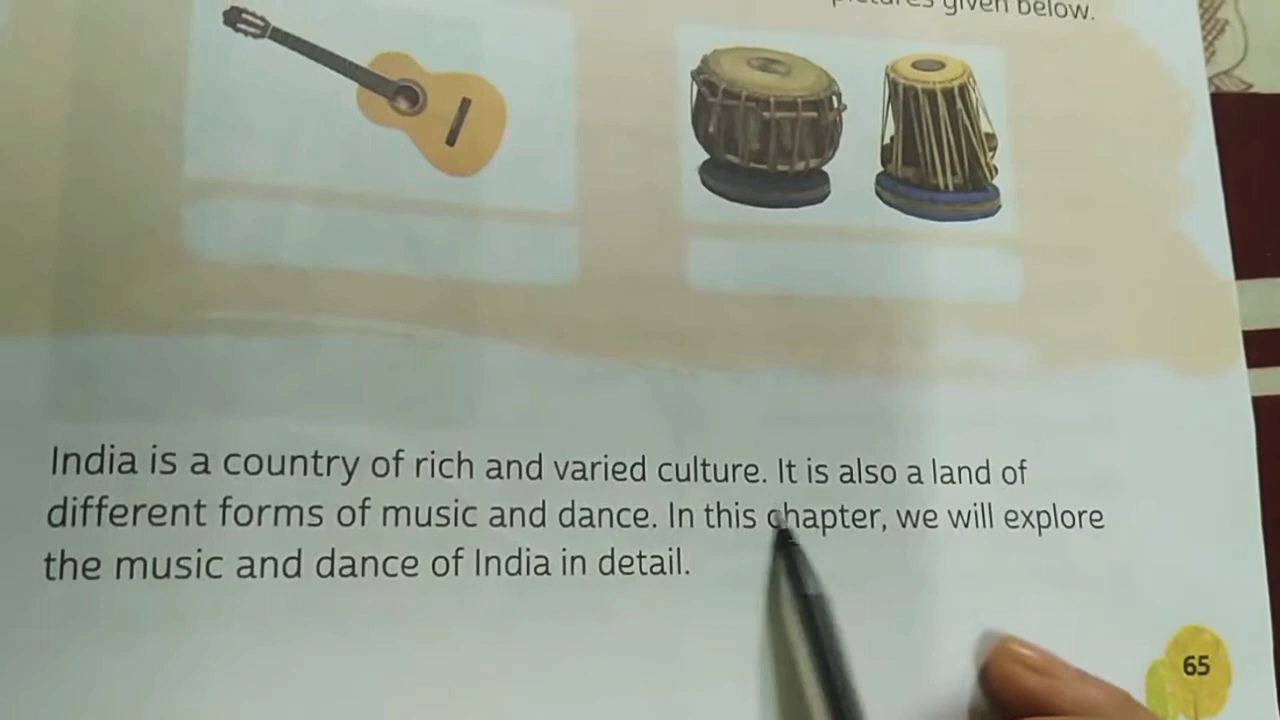 pictures given below.
India is a country of rich and varied culture. It is also a land of
different forms of music and dance. In this chapter, we will explore
the music and dance of India in detail.
65